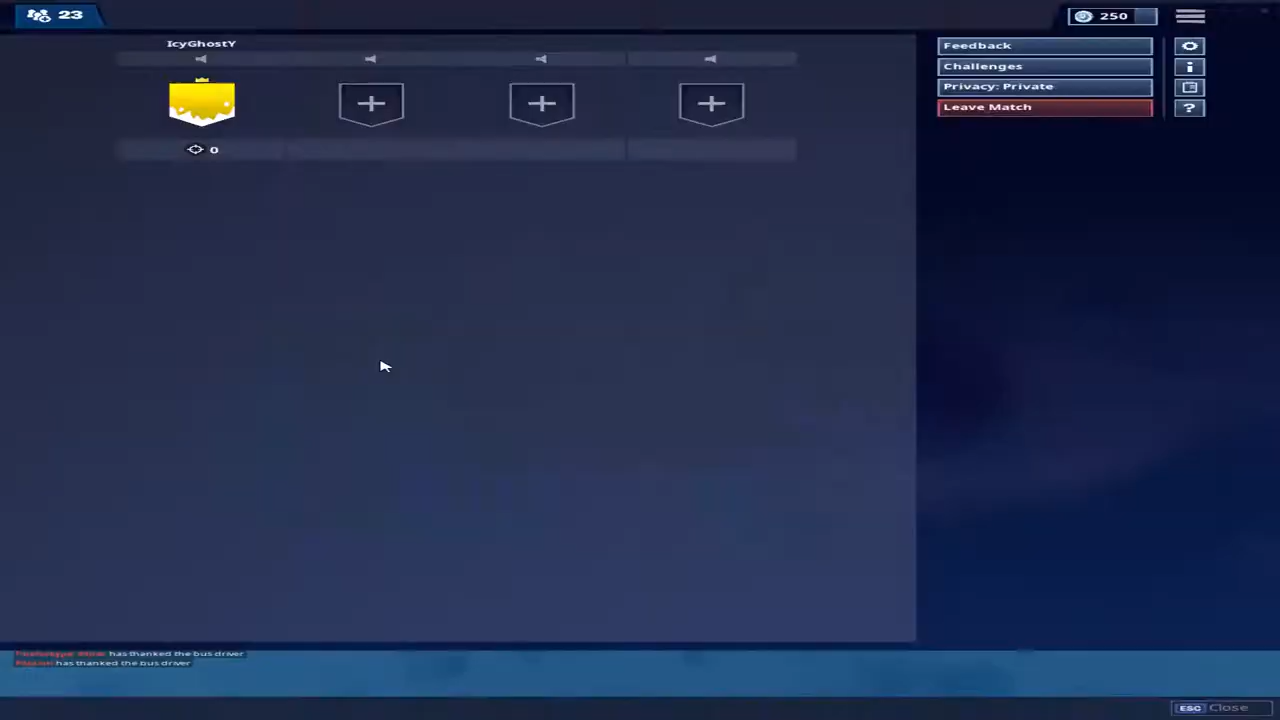 23
250
IcyGhostY
Feedback
Challenges
Privacy: Private
Leave Match
?
0
has thanked the bus driver
has thanked the bus driver
ESC Close